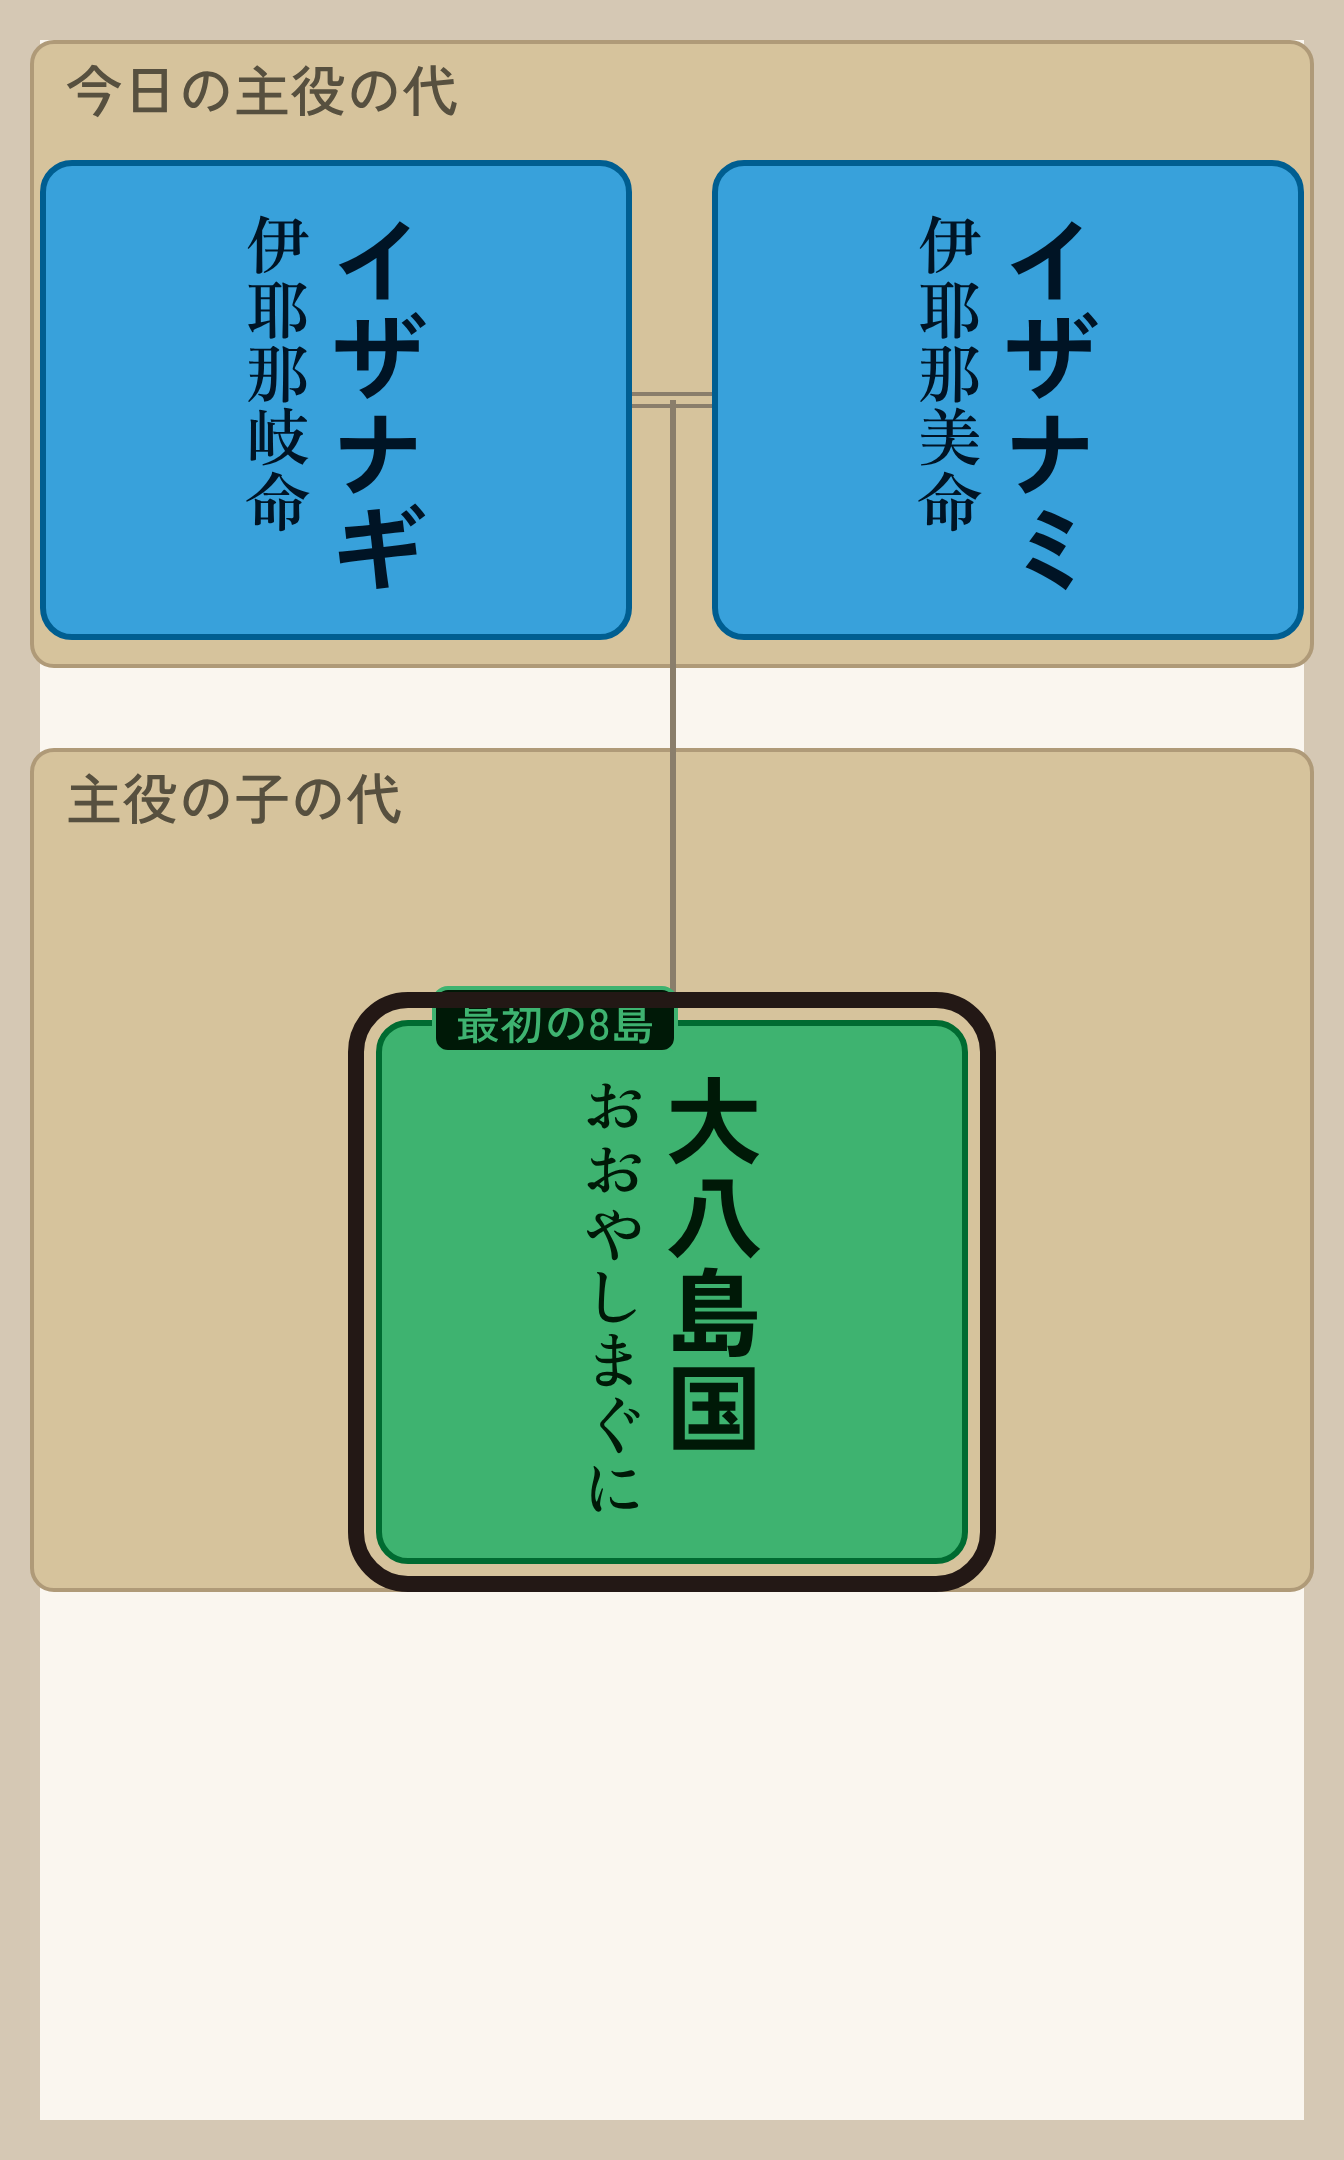 今日の主役の代
イザナギ
伊耶那岐命
イザナミ
伊耶那美命
主役の子の代
最初の8島
大八島国
おおやしまぐに